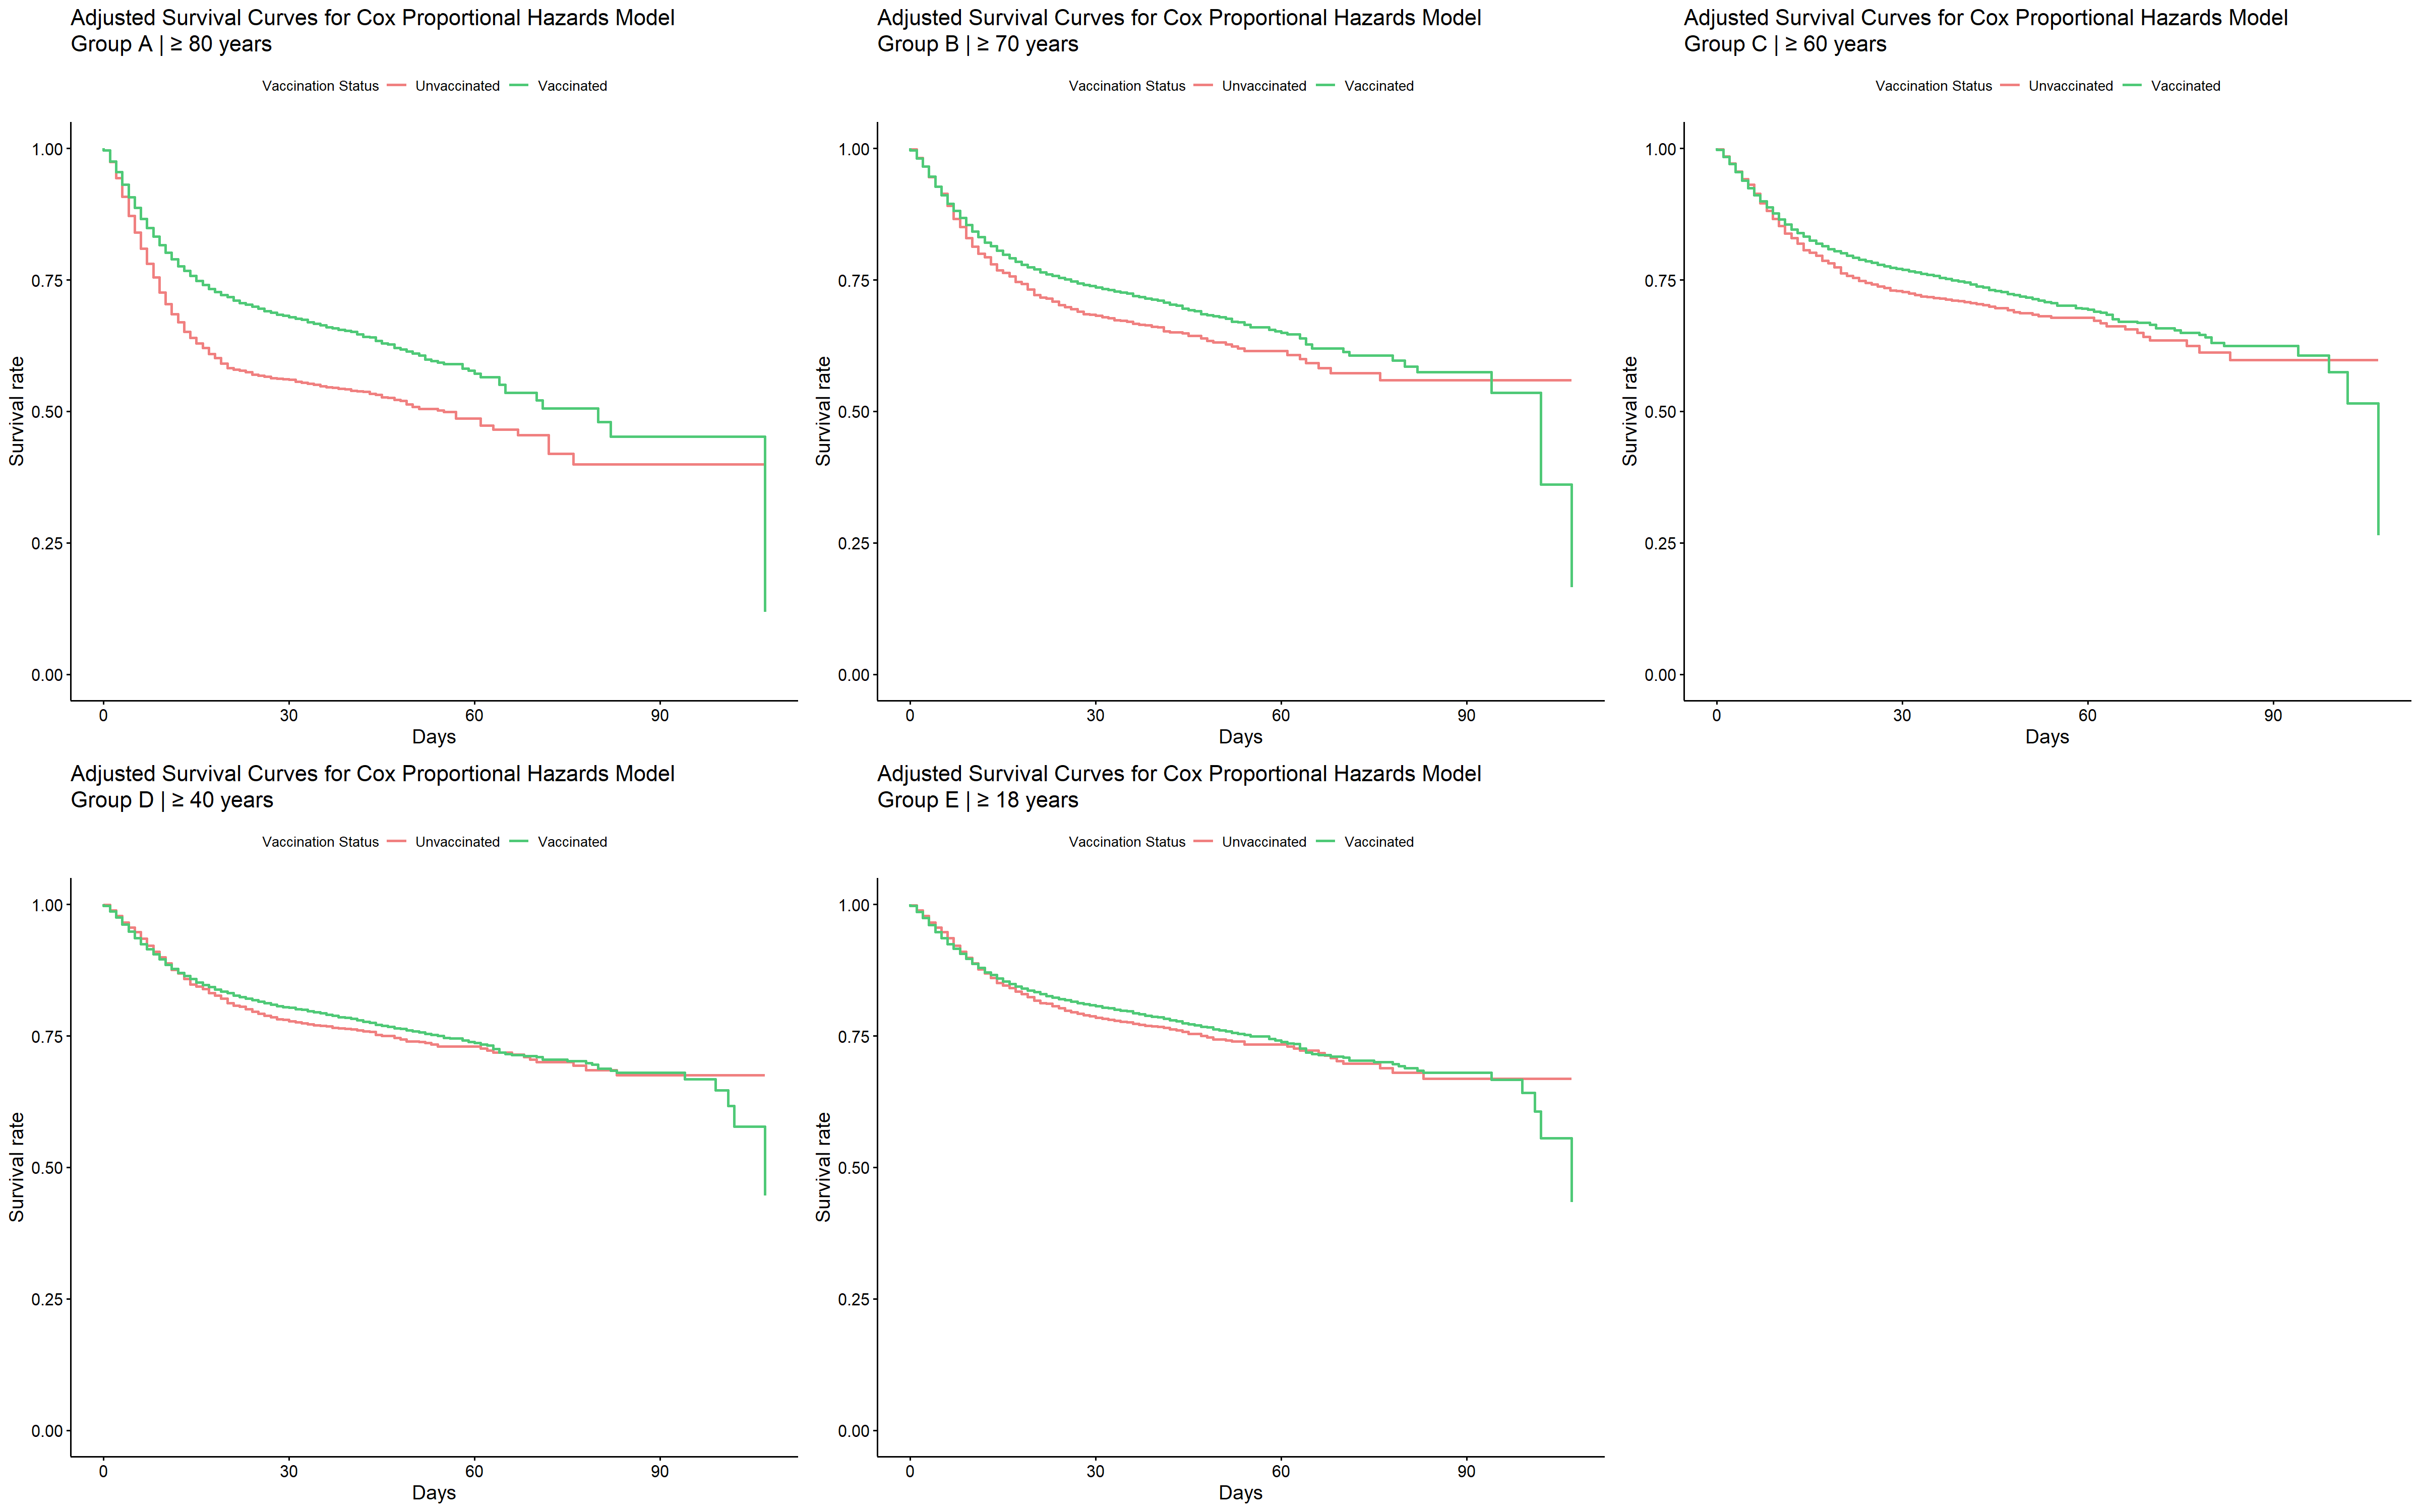 Adjusted Survival Curves for Cox Proportional Hazards Model
Group A | ≥ 80 years
Vaccination Status Unvaccinated Vaccinated
1.00
0.75
0.50
0.25
0.00
Survival rate
0 30 60 90
Days
Adjusted Survival Curves for Cox Proportional Hazards Model
Group B | ≥ 70 years
Vaccination Status Unvaccinated Vaccinated
1.00
0.75
0.50
0.25
0.00
Survival rate
0 30 60 90
Days
Adjusted Survival Curves for Cox Proportional Hazards Model
Group C | ≥ 60 years
Vaccination Status Unvaccinated Vaccinated
1.00
0.75
0.50
0.25
0.00
Survival rate
0 30 60 90
Days
Adjusted Survival Curves for Cox Proportional Hazards Model
Group D | ≥ 40 years
Vaccination Status Unvaccinated Vaccinated
1.00
0.75
0.50
0.25
0.00
Survival rate
0 30 60 90
Days
Adjusted Survival Curves for Cox Proportional Hazards Model
Group E | ≥ 18 years
Vaccination Status Unvaccinated Vaccinated
1.00
0.75
0.50
0.25
0.00
Survival rate
0 30 60 90
Days